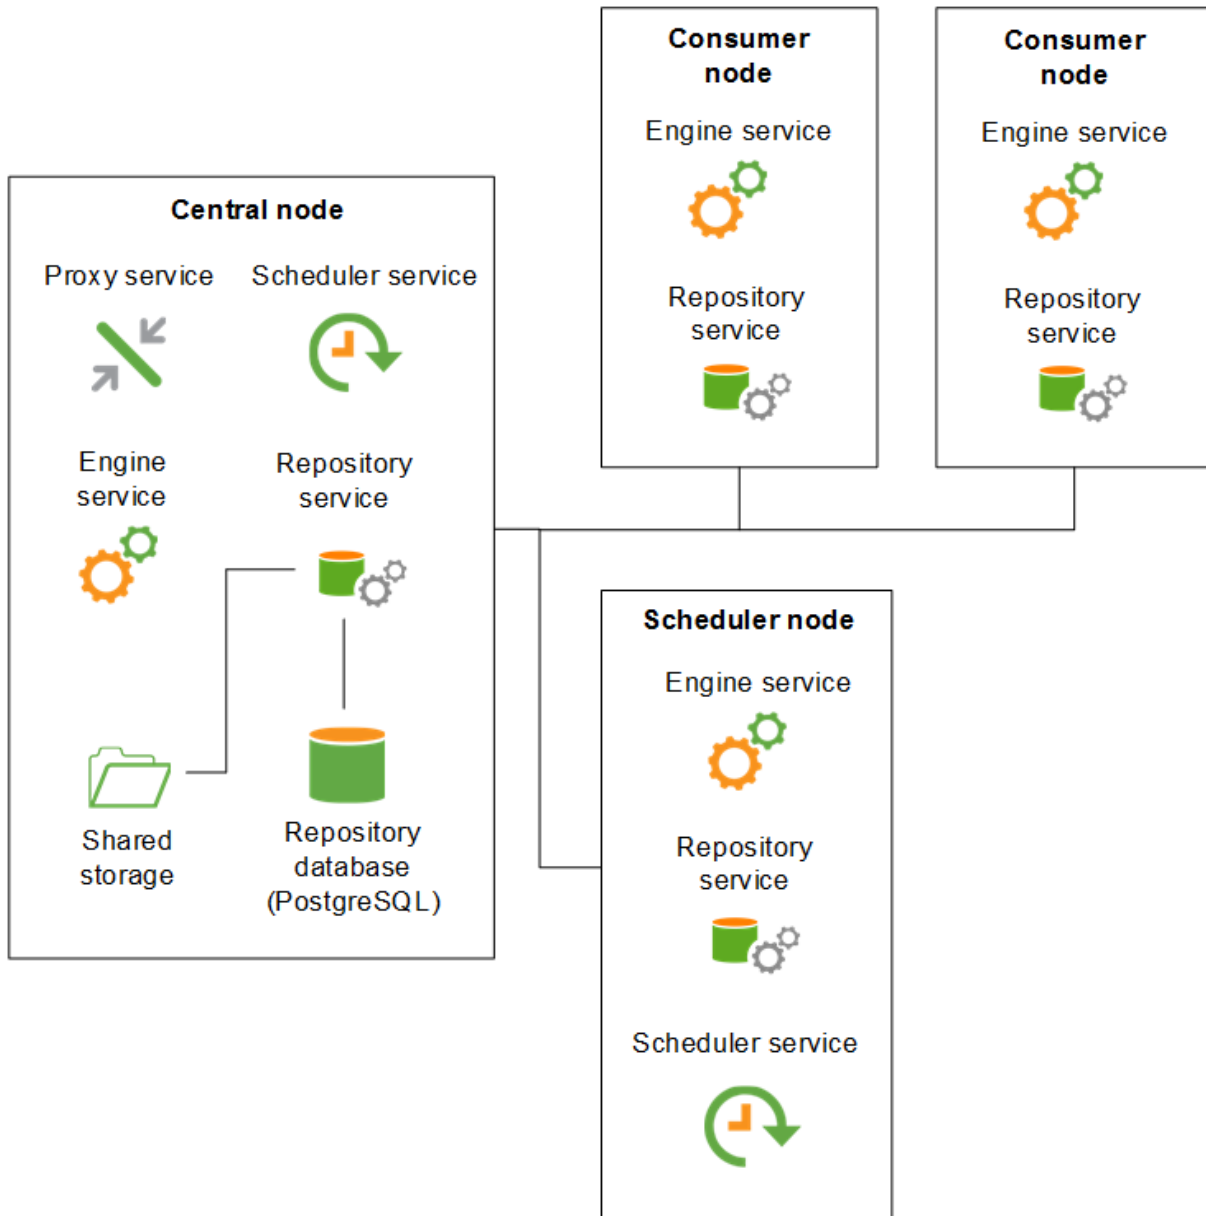 Consumer
node
Engine service
Repository
service
Consumer
node
Engine service
Repository
service
Central node
Proxy service
Scheduler service
Engine
service
Repository
service
Shared
storage
Repository
database
(PostgreSQL)
Scheduler node
Engine service
Repository
service
Scheduler service